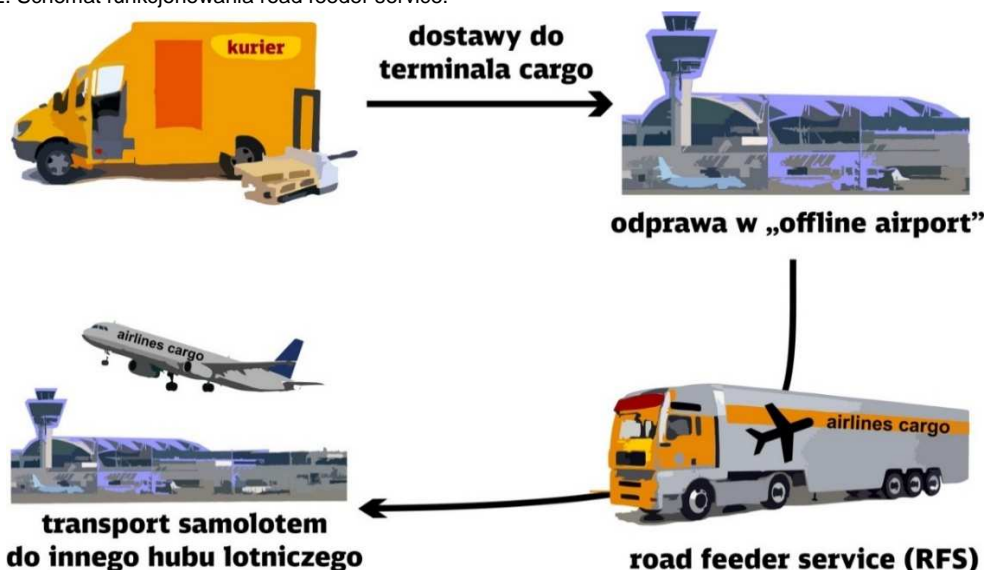 2. Schemat funkcjonowania road feeder service.
kurier
dostawy do
terminala cargo
odprawa w „offline airport”
airlines cargo
airlines cargo
transport samolotem
do innego hubu lotniczego
road feeder service (RFS)